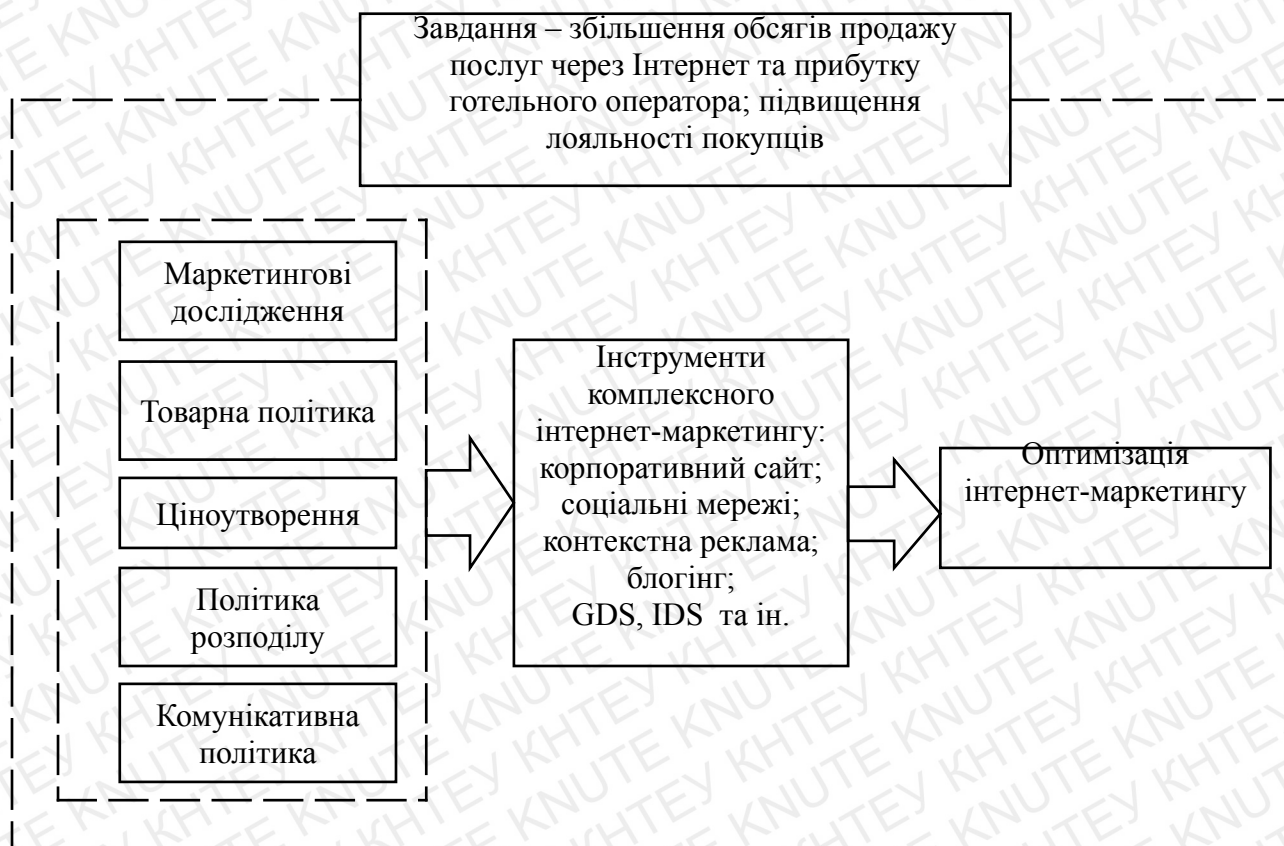 Завдання – збільшення обсягів продажу
послуг через Інтернет та прибутку
готельного оператора; підвищення
лояльності покупців
Маркетингові
дослідження
Товарна політика
Ціноутворення
Політика
розподілу
Комунікативна
політика
Інструменти
комплексного
інтернет-маркетингу:
корпоративний сайт;
соціальні мережі;
контекстна реклама;
блогінг;
GDS, IDS та ін.
Оптимізація
інтернет-маркетингу